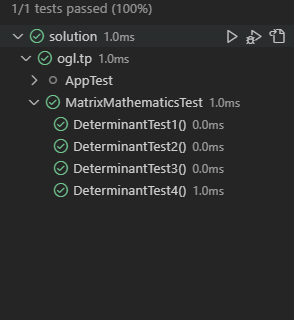 1/1 tests passed (100%)
solution 1.0ms
ogl.tp 1.0ms
AppTest
MatrixMathematicsTest 1.0ms
DeterminantTest1() 0.0ms
DeterminantTest2() 0.0ms
DeterminantTest3() 0.0ms
DeterminantTest4() 1.0ms